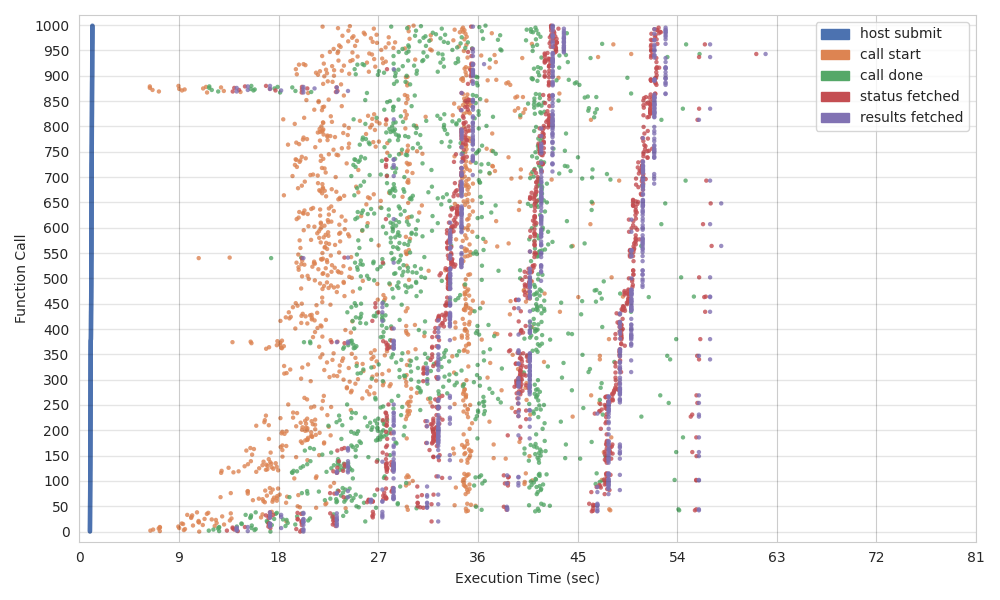 1000
950
900
850
800
750
700
650
600
550
500
450
400
350
300
250
200
150
100
50
0
Function Call
0 9 18 27 36 45 54 63 72 81
Execution Time (sec)
host submit
call start
call done
status fetched
results fetched